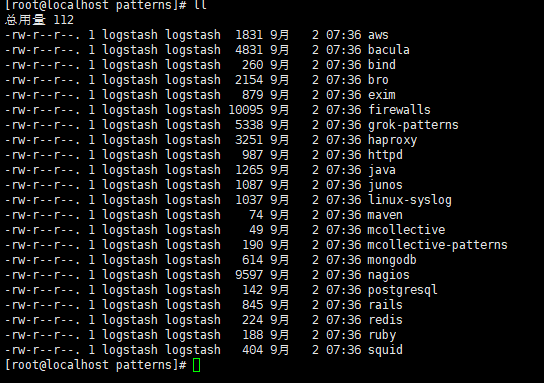 [root@localhost patterns]# ll
总用量 112
-rw-r--r--. 1 logstash logstash  1831 9月   2 07:36 aws
-rw-r--r--. 1 logstash logstash  4831 9月   2 07:36 bacula
-rw-r--r--. 1 logstash logstash   260 9月   2 07:36 bind
-rw-r--r--. 1 logstash logstash  2154 9月   2 07:36 bro
-rw-r--r--. 1 logstash logstash   879 9月   2 07:36 exim
-rw-r--r--. 1 logstash logstash 10095 9月   2 07:36 firewalls
-rw-r--r--. 1 logstash logstash  5338 9月   2 07:36 grok-patterns
-rw-r--r--. 1 logstash logstash  3251 9月   2 07:36 haproxy
-rw-r--r--. 1 logstash logstash   987 9月   2 07:36 httpd
-rw-r--r--. 1 logstash logstash  1265 9月   2 07:36 java
-rw-r--r--. 1 logstash logstash  1087 9月   2 07:36 junos
-rw-r--r--. 1 logstash logstash  1037 9月   2 07:36 linux-syslog
-rw-r--r--. 1 logstash logstash    74 9月   2 07:36 maven
-rw-r--r--. 1 logstash logstash    49 9月   2 07:36 mcollective
-rw-r--r--. 1 logstash logstash   190 9月   2 07:36 mcollective-patterns
-rw-r--r--. 1 logstash logstash   614 9月   2 07:36 mongodb
-rw-r--r--. 1 logstash logstash  9597 9月   2 07:36 nagios
-rw-r--r--. 1 logstash logstash   142 9月   2 07:36 postgresql
-rw-r--r--. 1 logstash logstash   845 9月   2 07:36 rails
-rw-r--r--. 1 logstash logstash   224 9月   2 07:36 redis
-rw-r--r--. 1 logstash logstash   188 9月   2 07:36 ruby
-rw-r--r--. 1 logstash logstash   404 9月   2 07:36 squid
[root@localhost patterns]#